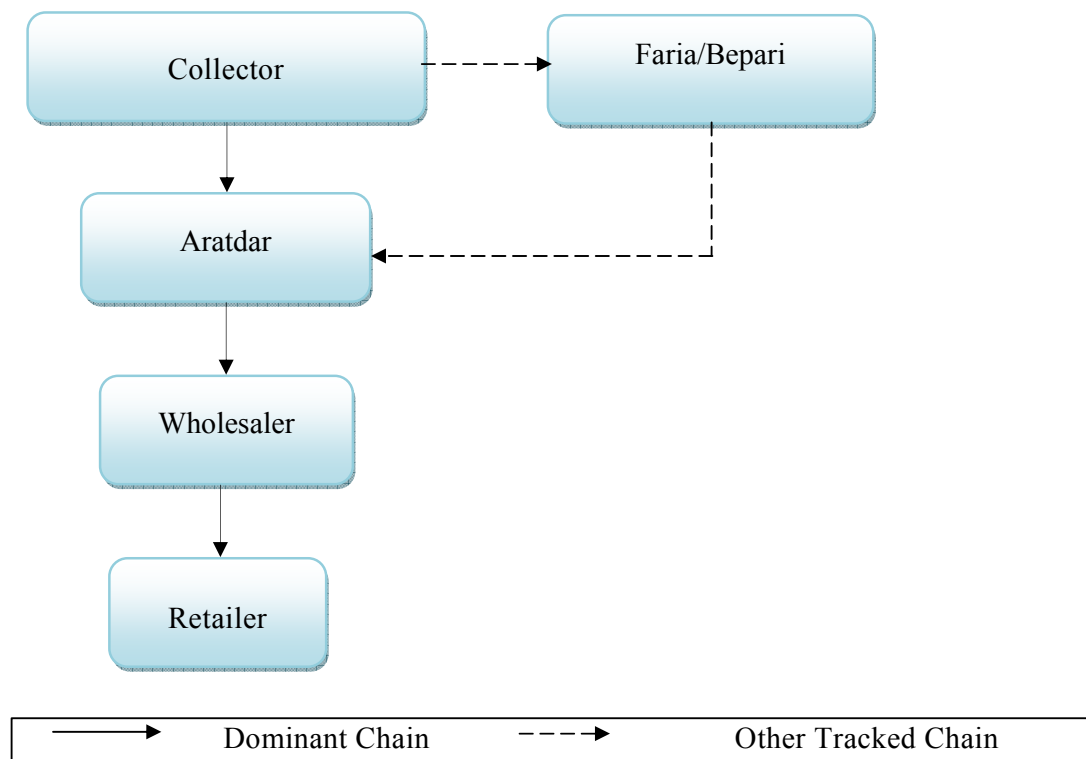 Collector
Faria/Bepari
Aratdar
Wholesaler
Retailer
Dominant Chain Other Tracked Chain